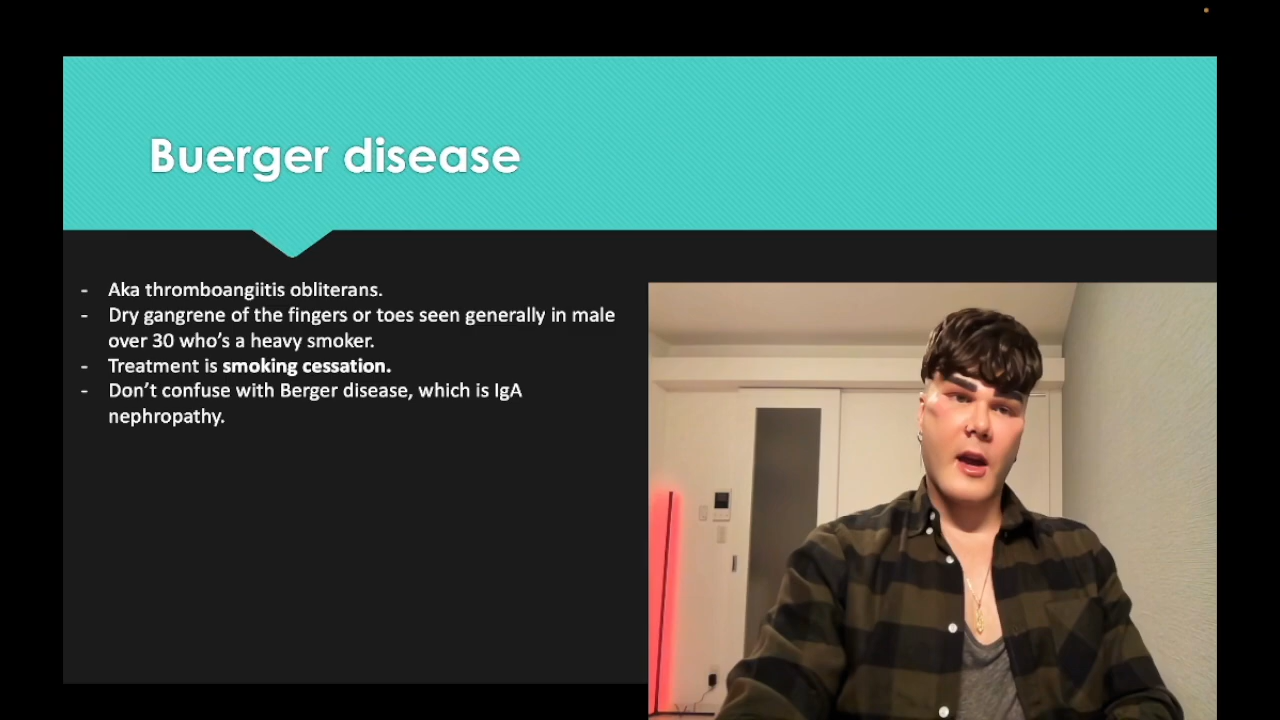 Buerger disease
- Aka thromboangiitis obliterans.
- Dry gangrene of the fingers or toes seen generally in male
over 30 who’s a heavy smoker.
- Treatment is smoking cessation.
- Don’t confuse with Berger disease, which is IgA
nephropathy.